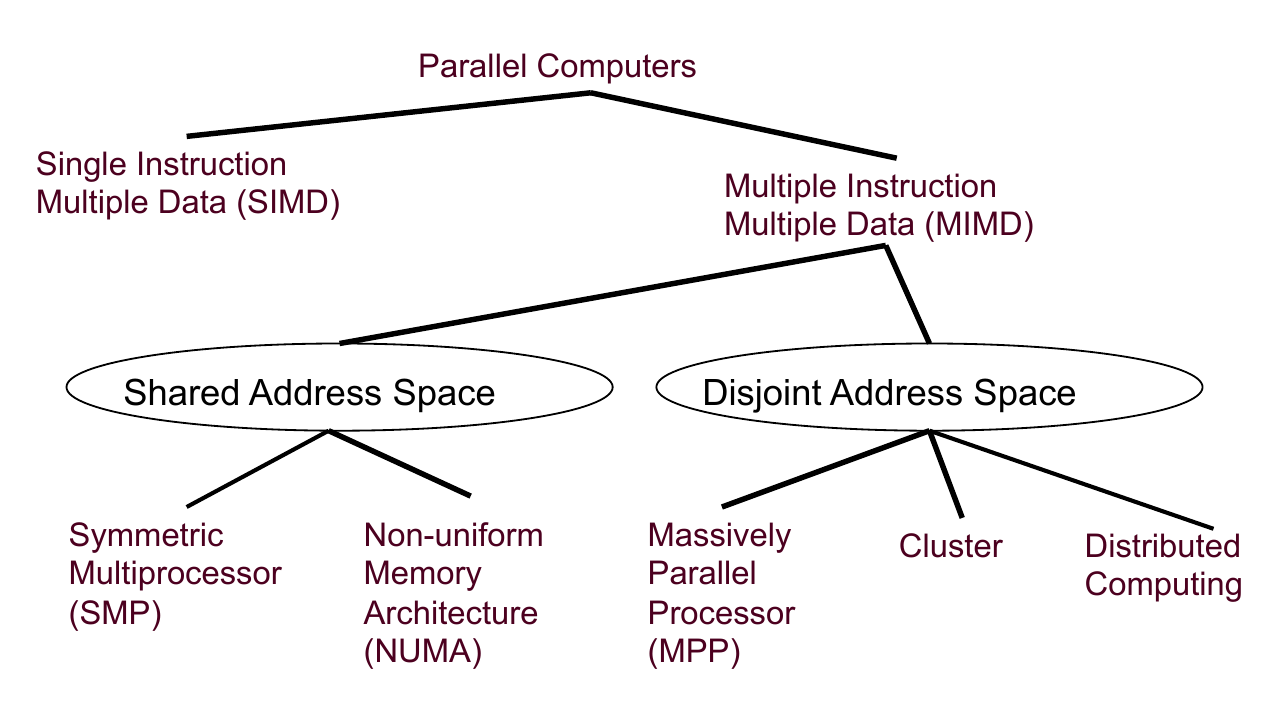 Parallel Computers
Single Instruction
Multiple Data (SIMD)
Multiple Instruction
Multiple Data (MIMD)
Shared Address Space
Disjoint Address Space
Symmetric
Multiprocessor
(SMP)
Non-uniform
Memory
Architecture
(NUMA)
Massively
Parallel
Processor
(MPP)
Cluster
Distributed
Computing